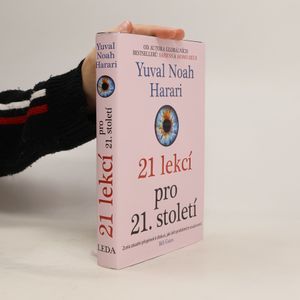 OD AUTORA GLOBÁLNÍCH
BESTSELLERŮ SAPIENS A HOMO DEUS
Yuval Noah
Harari
21 lekcí
pro
21. století
Bill Gates
Yuval Noah
Harari
21 lekcí
pro
21. století
LEDA